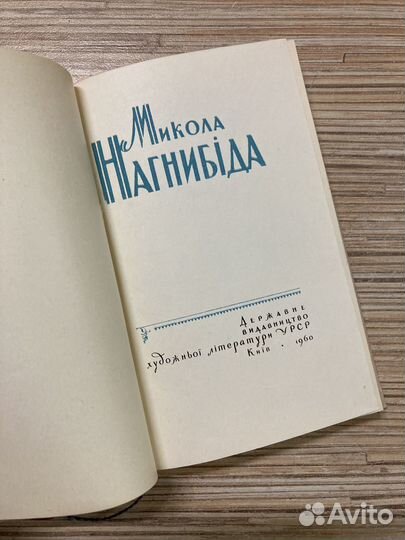 Микола
Нагнибіда
Державне
видавництво
художньої літератури УРСР
Київ • 1960
Avito